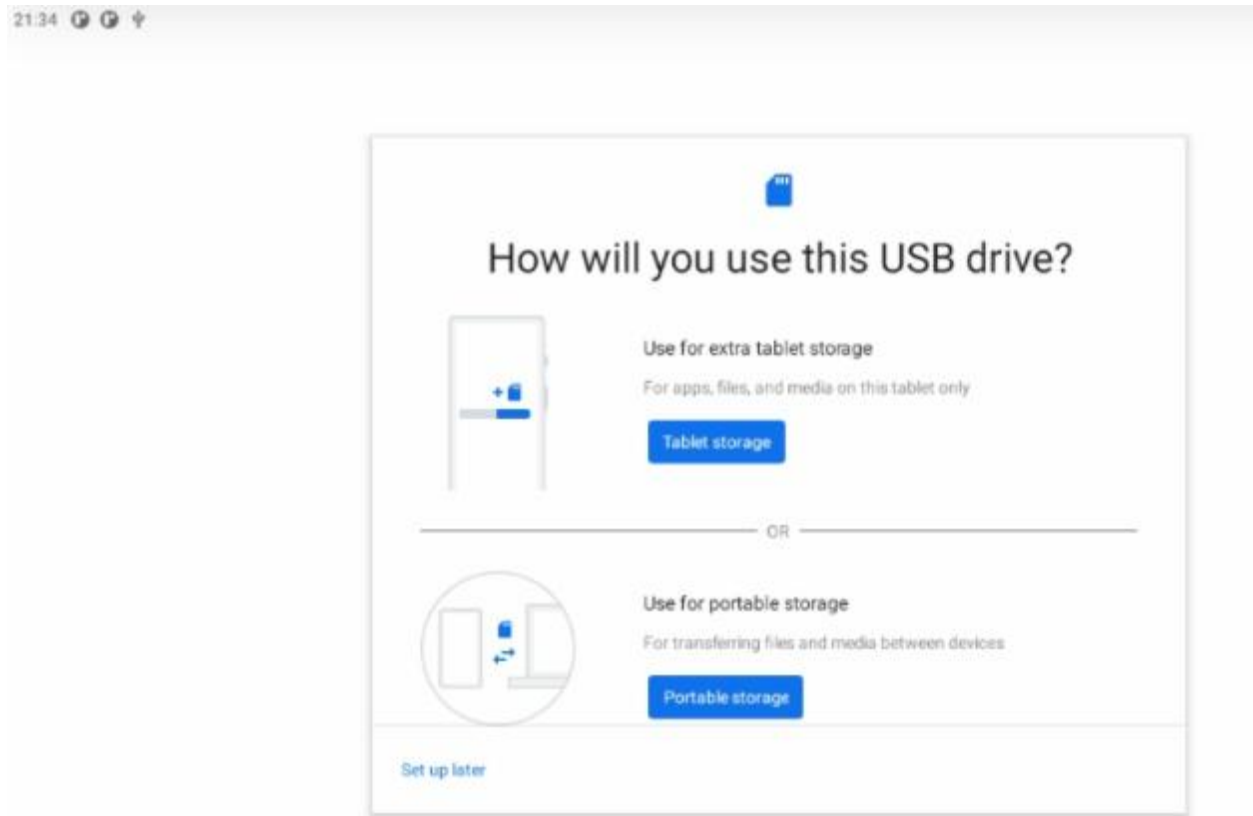 21:34
How will you use this USB drive?
Use for extra tablet storage
For apps, files, and media on this tablet only
Tablet storage
OR
Use for portable storage
For transferring files and media between devices
Portable storage
Set up later